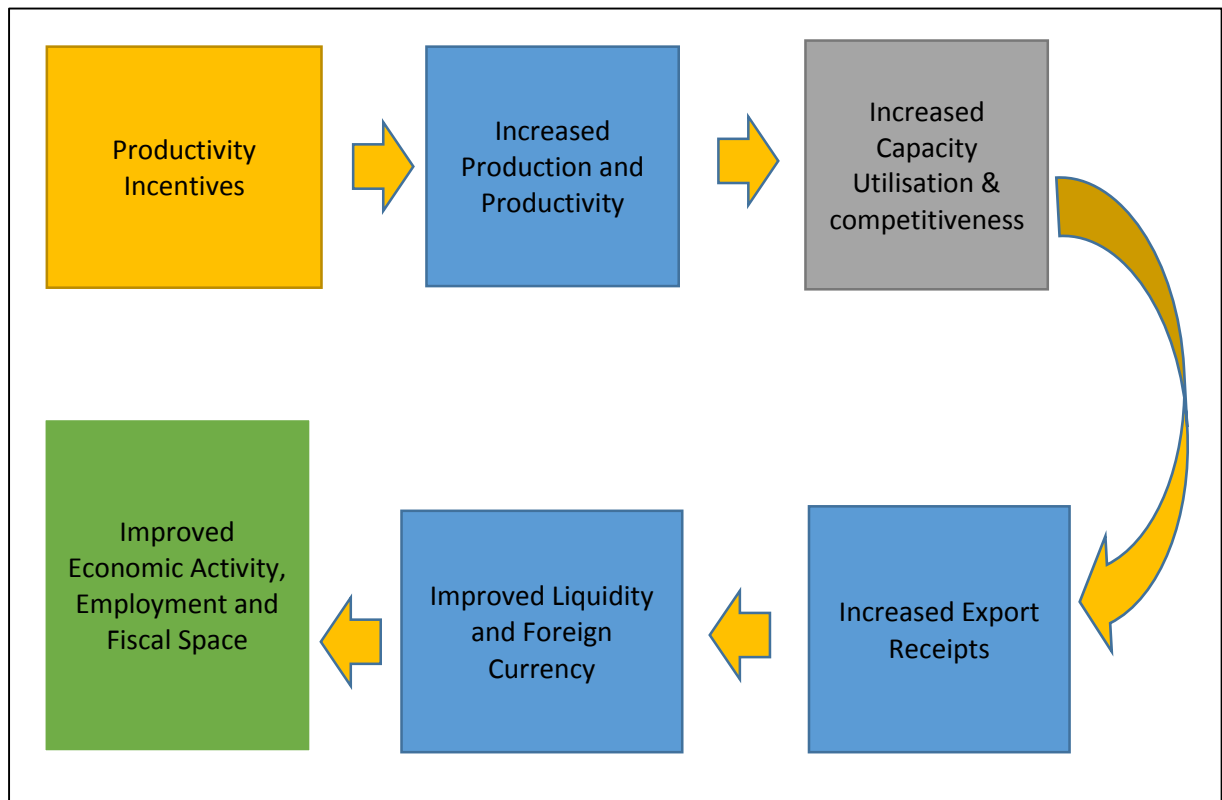 Productivity
Incentives
Increased
Production and
Productivity
Increased
Capacity
Utilisation &
competitiveness
Increased Export
Receipts
Improved Liquidity
and Foreign
Currency
Improved
Economic Activity,
Employment and
Fiscal Space